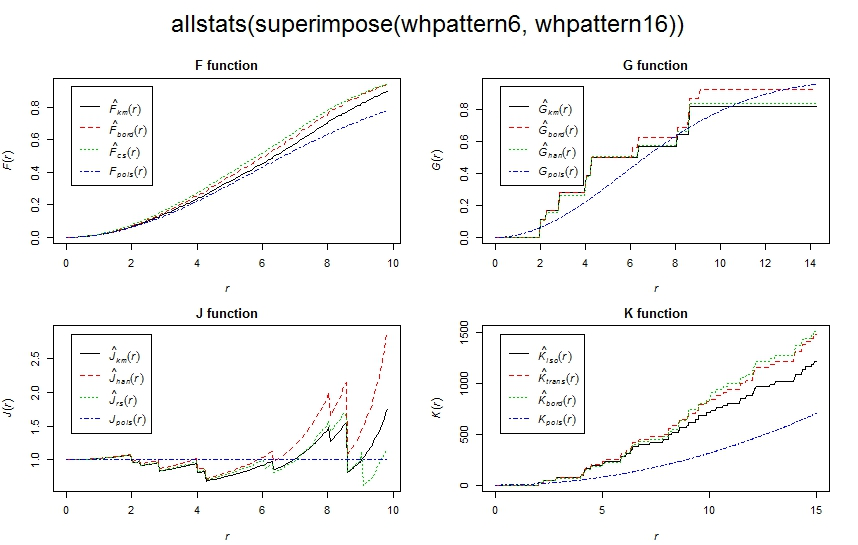 allstats(superimpose(whpattern6, whpattern16))
F function
F̂km(r)
F̂bord(r)
F̂cs(r)
Fpois(r)
F(r)
0.0 0.2 0.4 0.6 0.8
0 2 4 6 8 10
r
G function
Ĝkm(r)
Ĝbord(r)
Ĝhan(r)
Gpois(r)
G(r)
0.0 0.2 0.4 0.6 0.8
0 2 4 6 8 10 12 14
r
J function
Ĵkm(r)
Ĵhan(r)
Ĵrs(r)
Jpois(r)
J(r)
1.0 1.5 2.0 2.5
0 2 4 6 8 10
r
K function
K̂iso(r)
K̂trans(r)
K̂bord(r)
Kpois(r)
K(r)
0 500 1000 1500
0 5 10 15
r